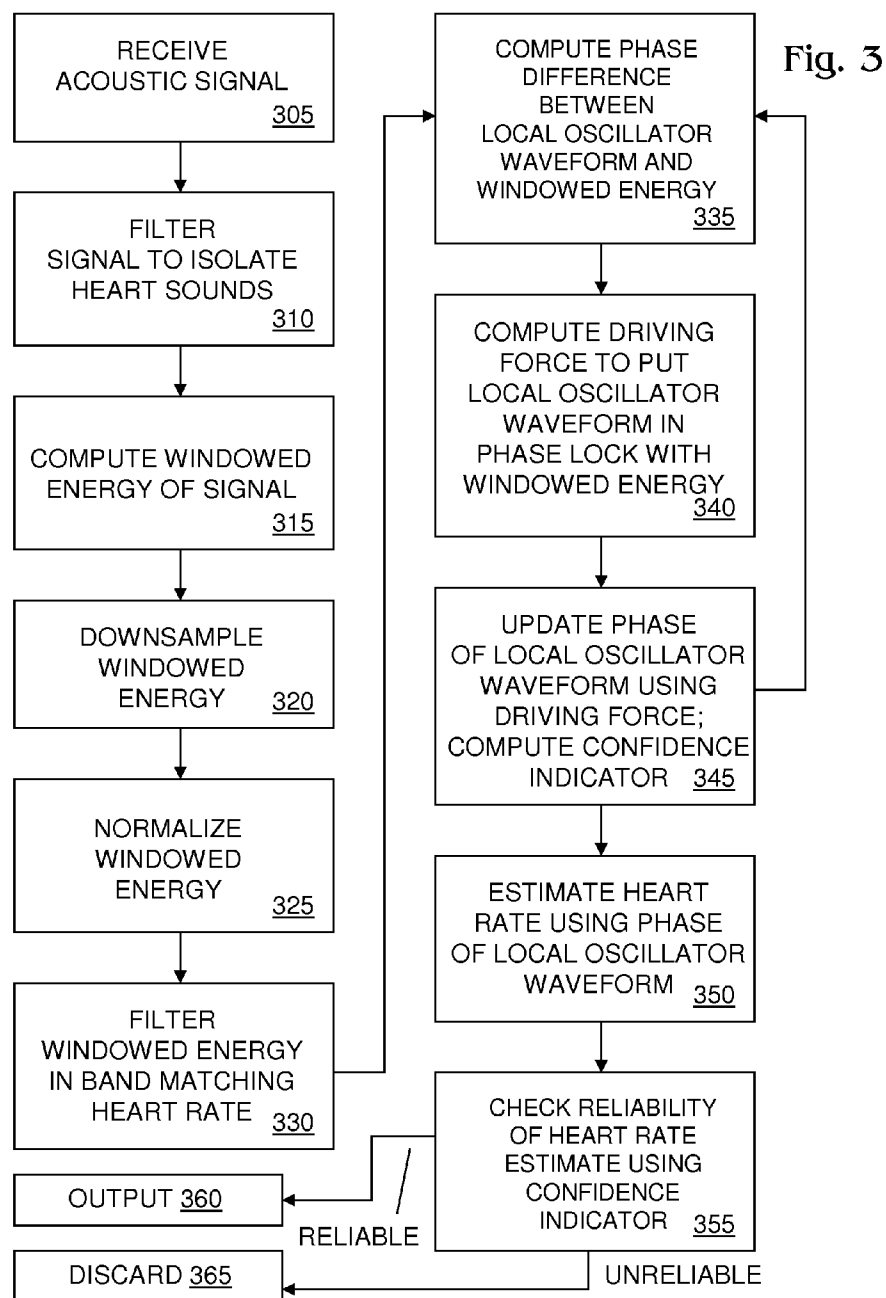 Fig. 3
RECEIVE
ACOUSTIC SIGNAL
305
FILTER
SIGNAL TO ISOLATE
HEART SOUNDS
310
COMPUTE WINDOWED
ENERGY OF SIGNAL
315
DOWNSAMPLE
WINDOWED
ENERGY
320
NORMALIZE
WINDOWED
ENERGY
325
FILTER
WINDOWED ENERGY
IN BAND MATCHING
HEART RATE
330
COMPUTE PHASE
DIFFERENCE
BETWEEN
LOCAL OSCILLATOR
WAVEFORM AND
WINDOWED ENERGY
335
COMPUTE DRIVING
FORCE TO PUT
LOCAL OSCILLATOR
WAVEFORM IN
PHASE LOCK WITH
WINDOWED ENERGY
340
UPDATE PHASE
OF LOCAL OSCILLATOR
WAVEFORM USING
DRIVING FORCE;
COMPUTE CONFIDENCE
INDICATOR 345
ESTIMATE HEART
RATE USING PHASE
OF LOCAL OSCILLATOR
WAVEFORM 350
CHECK RELIABILITY
OF HEART RATE
ESTIMATE USING
CONFIDENCE
INDICATOR 355
RELIABLE
OUTPUT 360
UNRELIABLE
DISCARD 365